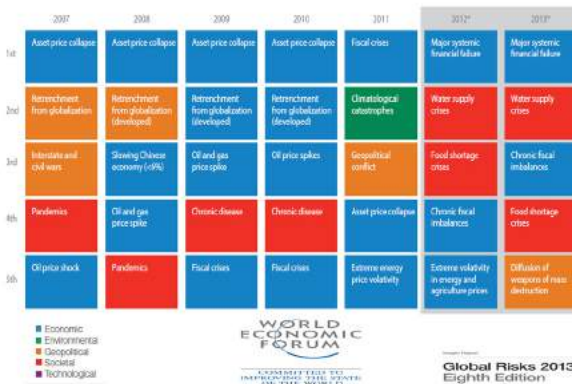 2007 2008 2009 2010 2011 2012* 2013*
1st
Asset price collapse
Asset price collapse
Asset price collapse
Asset price collapse
Fiscal crises
Major systemic
financial failure
Major systemic
financial failure
2nd
Retrenchment
from globalization
Retrenchment
from globalization
(developed)
Retrenchment
from globalization
(developed)
Retrenchment
from globalization
(developed)
Climatological
catastrophes
Water supply
crises
Water supply
crises
3rd
Interstate and
civil wars
Slowing Chinese
economy (<6%)
Oil and gas
price spike
Oil price spikes
Geopolitical
conflict
Food shortage
crises
Chronic fiscal
imbalances
4th
Pandemics
Oil and gas
price spike
Chronic disease
Chronic disease
Asset price collapse
Chronic fiscal
imbalances
Food shortage
crises
5th
Oil price shock
Pandemics
Fiscal crises
Fiscal crises
Extreme energy
price volatility
Extreme volativity
in energy and
agriculture prices
Diffusion of
weapons of mass
destruction
Economic
Environmental
Geopolitical
Societal
Technological
WORLD
ECONOMIC
FORUM
COMMITTED TO
IMPROVING THE STATE
OF THE WORLD
Insight Report
Global Risks 2013
Eighth Edition